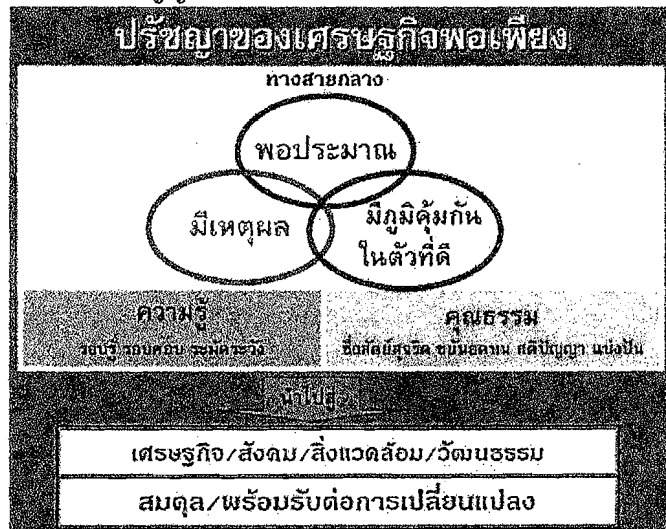 ปรัชญาของเศรษฐกิจพอเพียง
ทางสายกลาง
พอประมาณ
มีเหตุผล
มีภูมิคุ้มกัน
ในตัวที่ดี
ความรู้
รอบรู้ รอบคอบ ระมัดระวัง
คุณธรรม
ซื่อสัตย์สุจริต ขยันอดทน สติปัญญา แบ่งปัน
นำไปสู่
เศรษฐกิจ/สังคม/สิ่งแวดล้อม/วัฒนธรรม
สมดุล/พร้อมรับต่อการเปลี่ยนแปลง